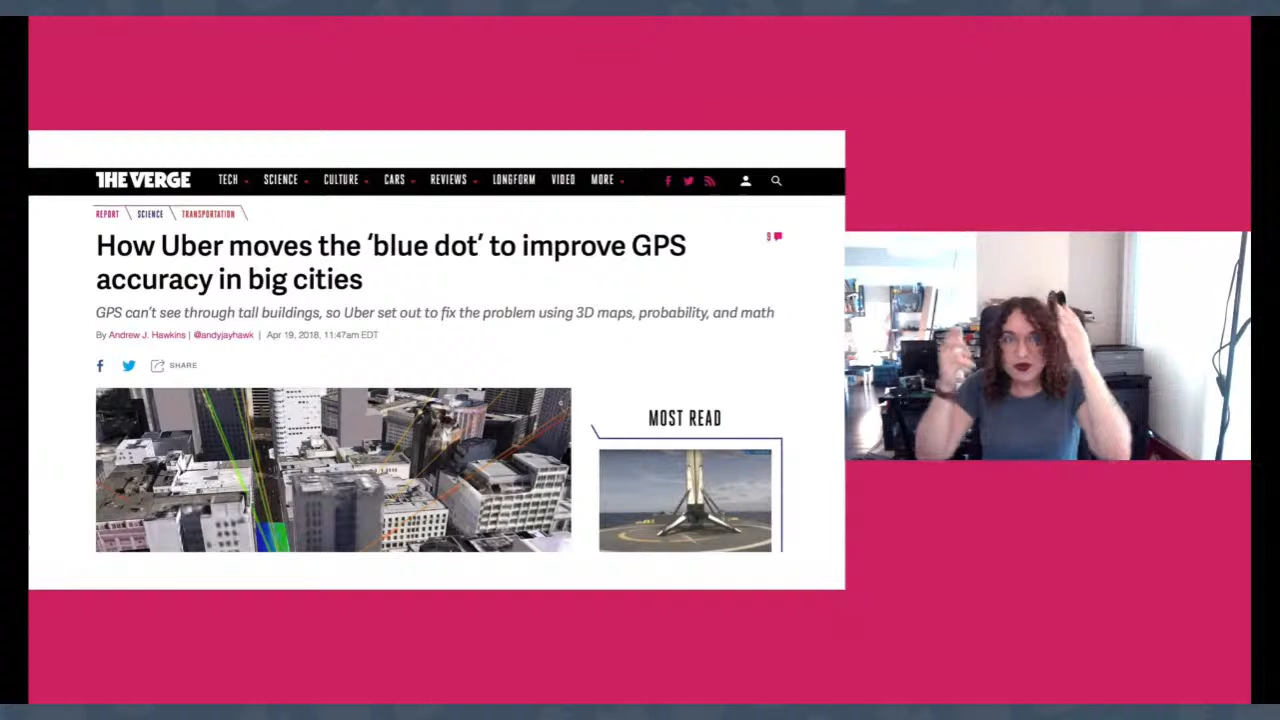 THE VERGE TECH SCIENCE CULTURE CARS REVIEWS LONGFORM VIDEO MORE
REPORT SCIENCE TRANSPORTATION
How Uber moves the ‘blue dot’ to improve GPS
accuracy in big cities
9
GPS can’t see through tall buildings, so Uber set out to fix the problem using 3D maps, probability, and math
By Andrew J. Hawkins | @andyjayhawk | Apr 19, 2018, 11:47am EDT
SHARE
MOST READ